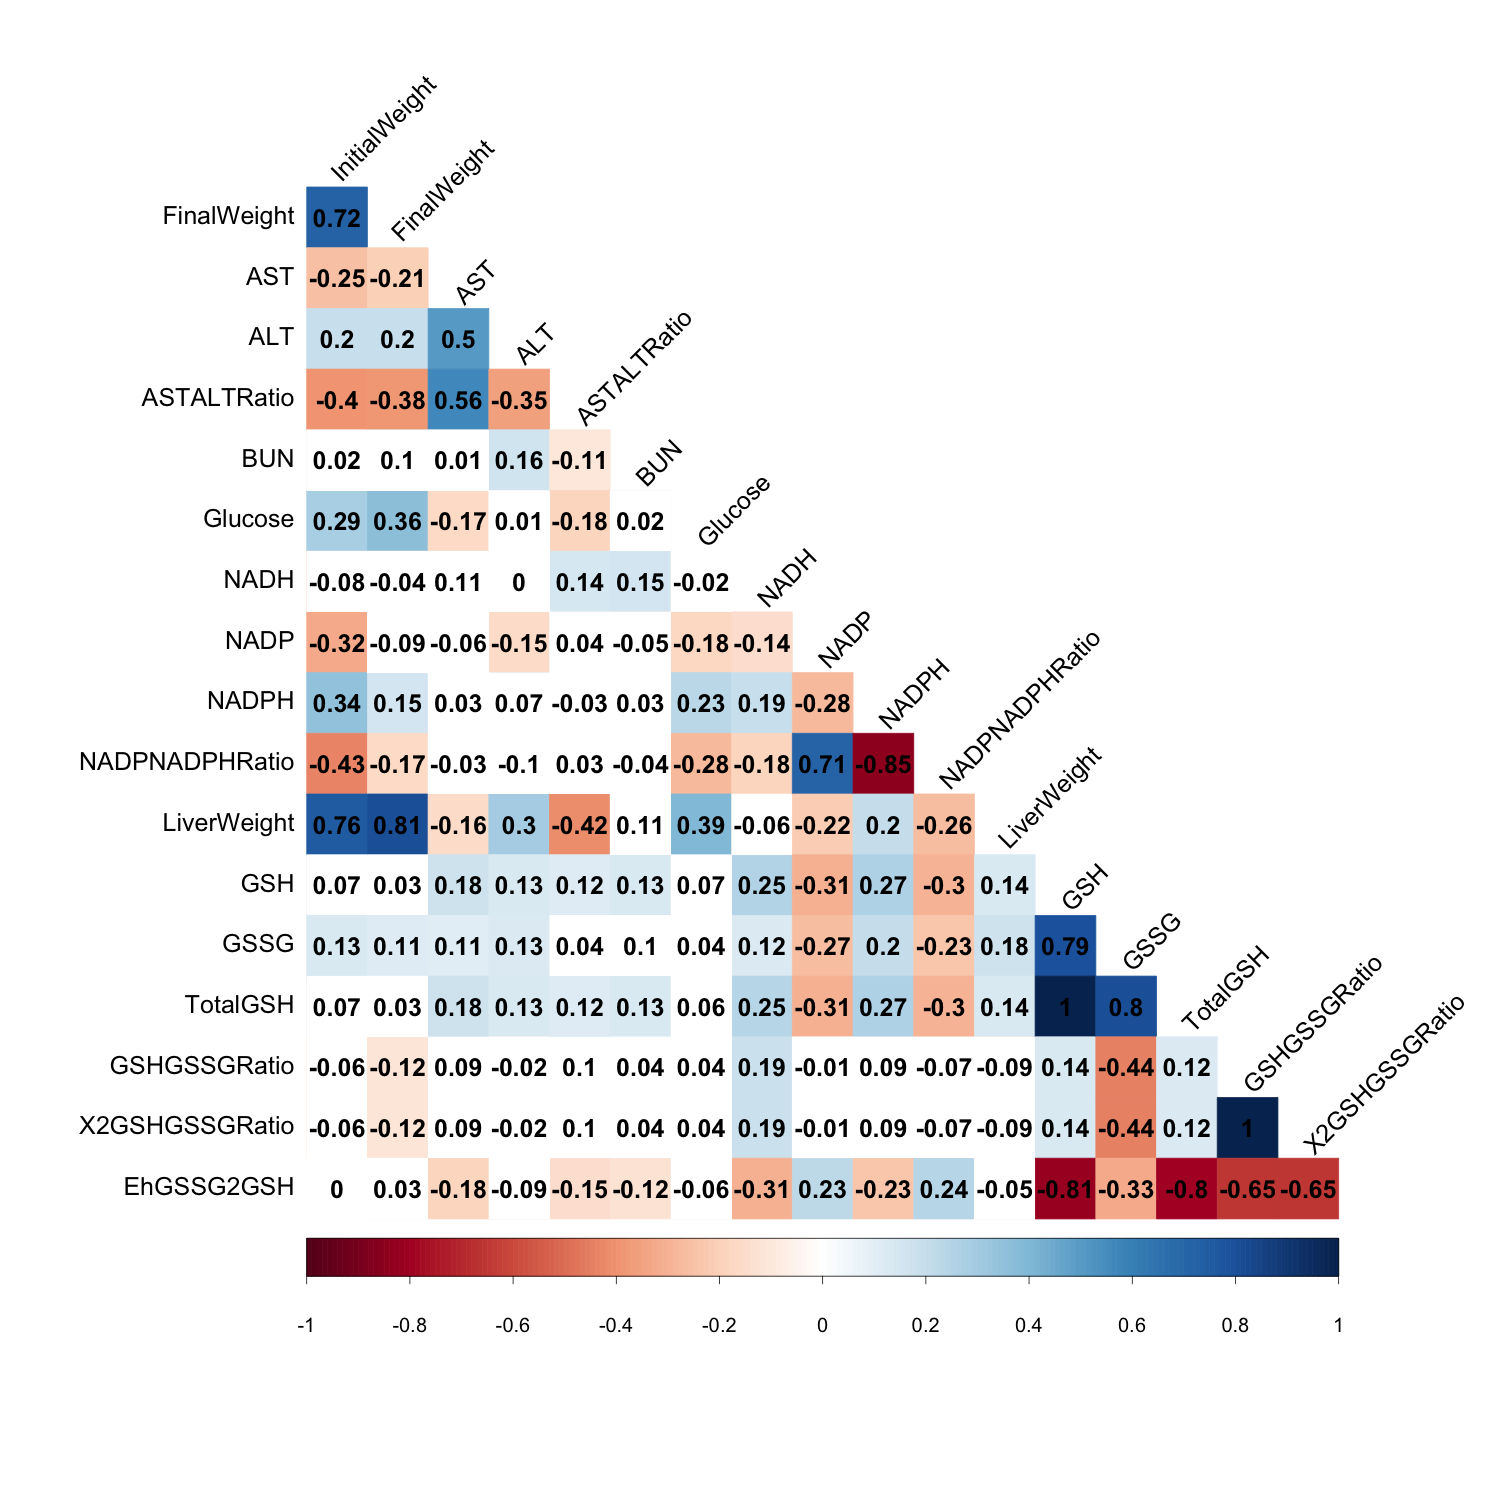 InitialWeight
FinalWeight 0.72 FinalWeight
AST -0.25 -0.21 AST
ALT 0.2 0.2 0.5 ALT
ASTALTRatio -0.4 -0.38 0.56 -0.35 ASTALTRatio
BUN 0.02 0.1 0.01 0.16 -0.11 BUN
Glucose 0.29 0.36 -0.17 0.01 -0.18 0.02 Glucose
NADH -0.08 -0.04 0.11 0 0.14 0.15 -0.02 NADH
NADP -0.32 -0.09 -0.06 -0.15 0.04 -0.05 -0.18 -0.14 NADP
NADPH 0.34 0.15 0.03 0.07 -0.03 0.03 0.23 0.19 -0.28 NADPH
NADPNADPHRatio -0.43 -0.17 -0.03 -0.1 0.03 -0.04 -0.28 -0.18 0.71 -0.85 NADPNADPHRatio
LiverWeight 0.76 0.81 -0.16 0.3 -0.42 0.11 0.39 -0.06 -0.22 0.2 -0.26 LiverWeight
GSH 0.07 0.03 0.18 0.13 0.12 0.13 0.07 0.25 -0.31 0.27 -0.3 0.14 GSH
GSSG 0.13 0.11 0.11 0.13 0.04 0.1 0.04 0.12 -0.27 0.2 -0.23 0.18 0.79 GSSG
TotalGSH 0.07 0.03 0.18 0.13 0.12 0.13 0.06 0.25 -0.31 0.27 -0.3 0.14 1 0.8 TotalGSH
GSHGSSGRatio -0.06 -0.12 0.09 -0.02 0.1 0.04 0.04 0.19 -0.01 0.09 -0.07 -0.09 0.14 -0.44 0.12 GSHGSSGRatio
X2GSHGSSGRatio -0.06 -0.12 0.09 -0.02 0.1 0.04 0.04 0.19 -0.01 0.09 -0.07 -0.09 0.14 -0.44 0.12 1 X2GSHGSSGRatio
EhGSSG2GSH 0 0.03 -0.18 -0.09 -0.15 -0.12 -0.06 -0.31 0.23 -0.23 0.24 -0.05 -0.81 -0.33 -0.8 -0.65 -0.65
-1 -0.8 -0.6 -0.4 -0.2 0 0.2 0.4 0.6 0.8 1